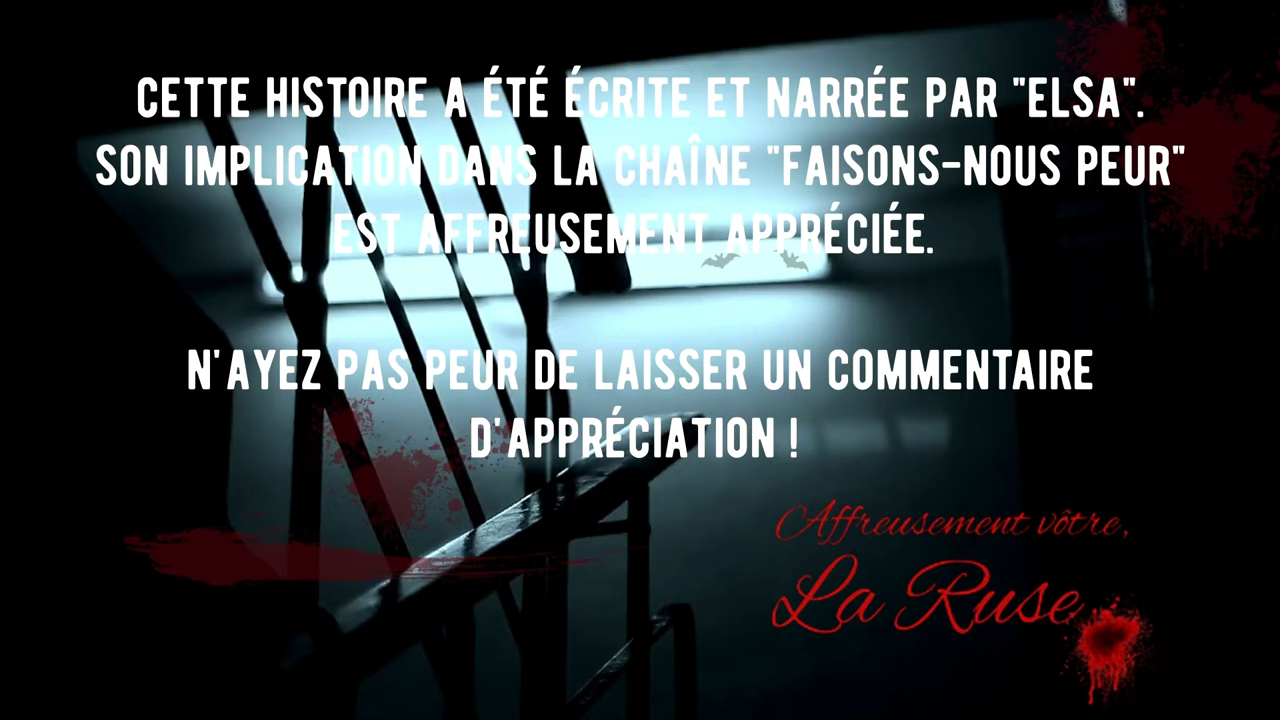 CETTE HISTOIRE A ÉTÉ ÉCRITE ET NARRÉE PAR "ELSA".
SON IMPLICATION DANS LA CHAÎNE "FAISONS-NOUS PEUR"
EST AFFREUSEMENT APPRÉCIÉE.
N'AYEZ PAS PEUR DE LAISSER UN COMMENTAIRE
D'APPRÉCIATION !
Affreusement vôtre,
La Ruse